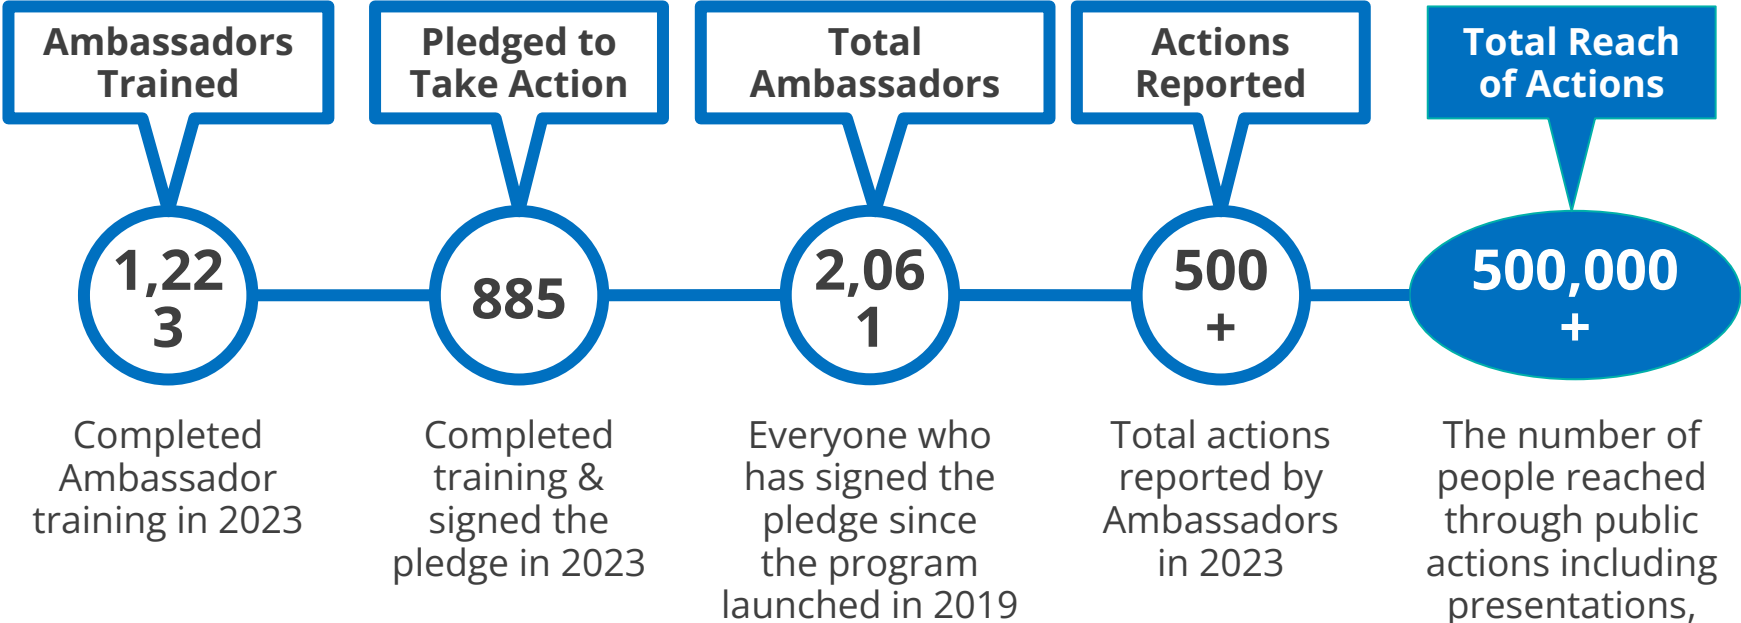 Ambassadors
Trained
Pledged to
Take Action
Total
Ambassadors
Actions
Reported
Total Reach
of Actions
1,22
3
885
2,06
1
500
+
500,000
+
Completed
Ambassador
training in 2023
Completed
training &
signed the
pledge in 2023
Everyone who
has signed the
pledge since
the program
launched in 2019
Total actions
reported by
Ambassadors
in 2023
The number of
people reached
through public
actions including
presentations,